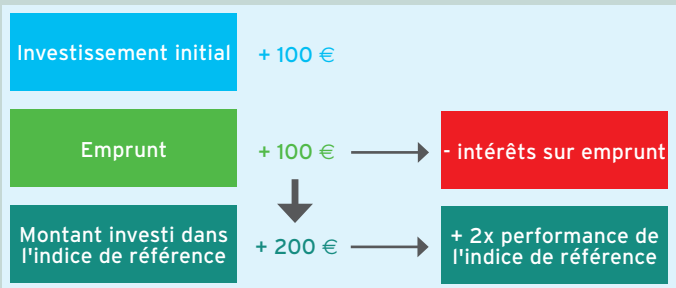 Investissement initial + 100 €
Emprunt + 100 € - intérêts sur emprunt
Montant investi dans
l'indice de référence
+ 200 €
+ 2x performance de
l'indice de référence